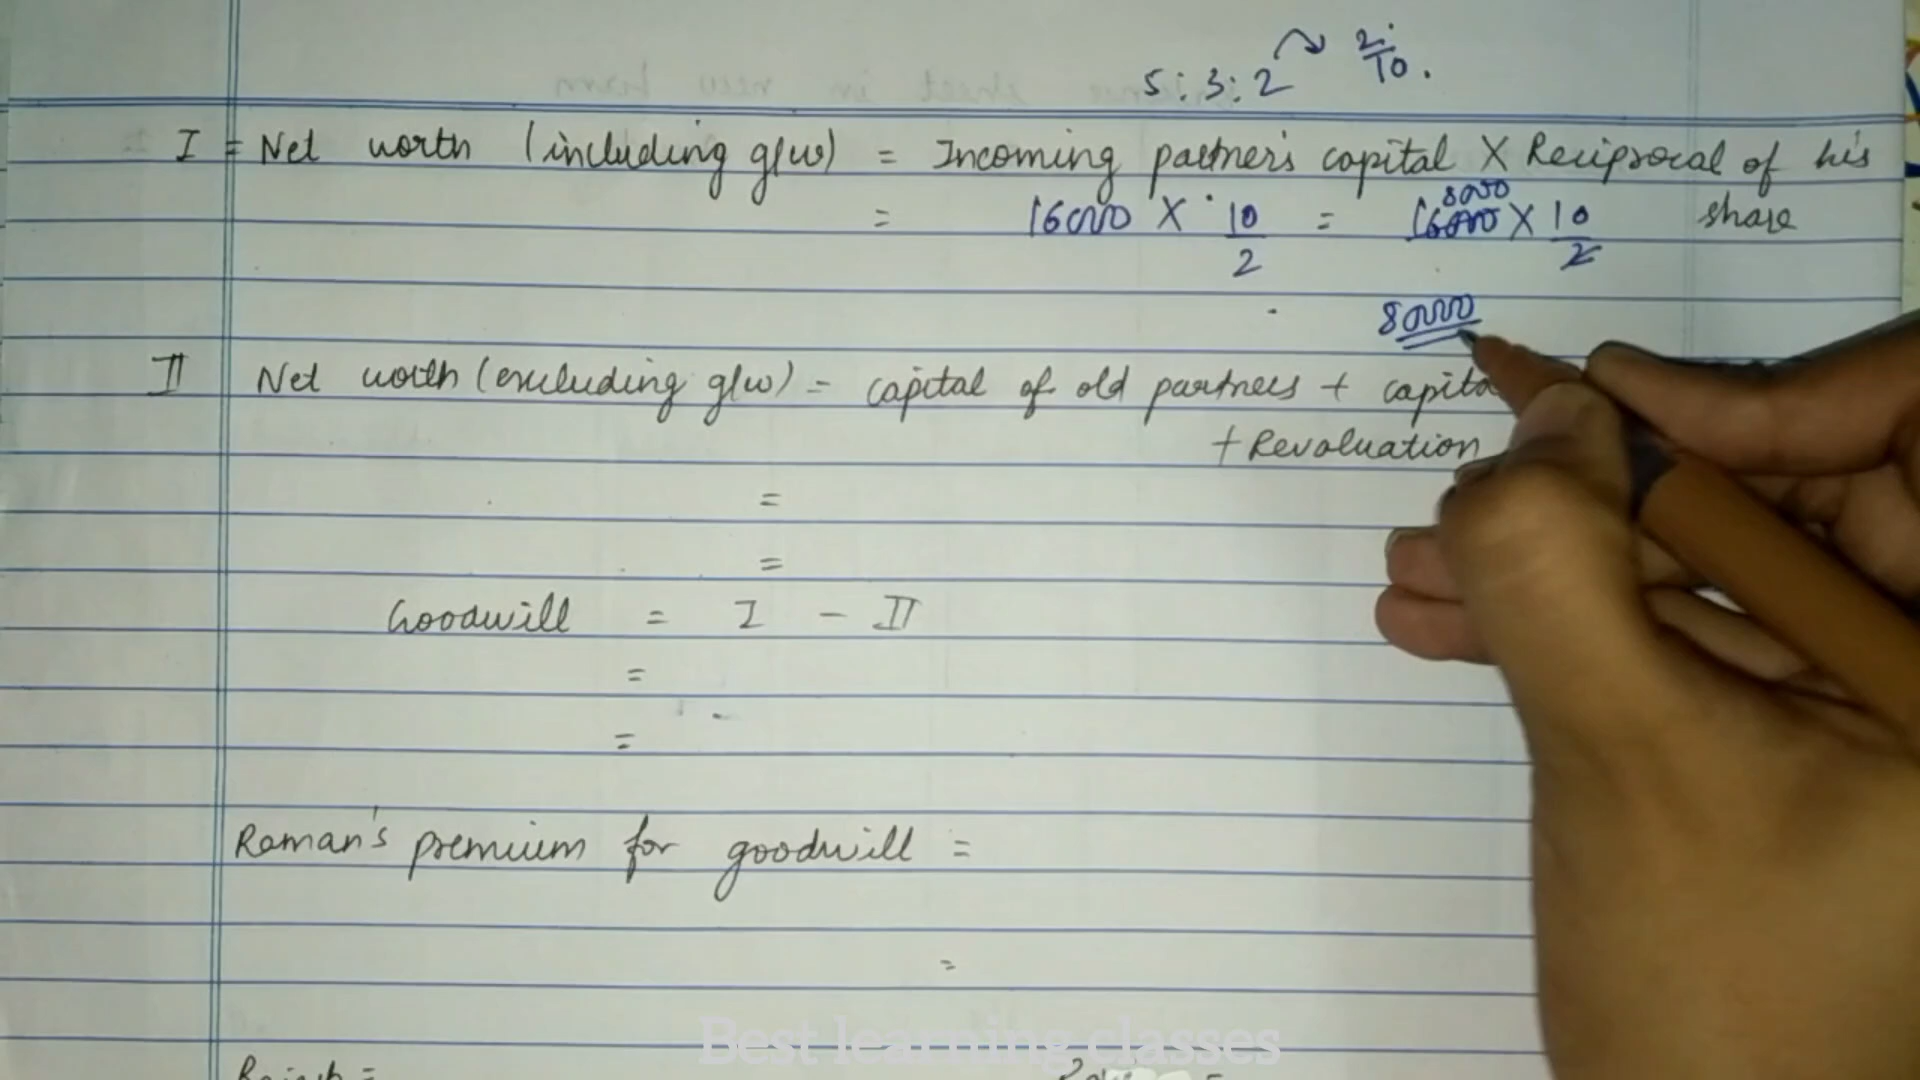 5:3:2 2/10.
I = Net worth (including g/w) = Incoming partner's capital X Reciprocal of his share
= 16000 X 10/2 = 16000 8000 X 10/2
80000
II Net worth (excluding g/w) = capital of old partners +
+ Revaluation
=
=
Goodwill = I - II
=
=
Raman's premium for goodwill =
=
Best learning classes